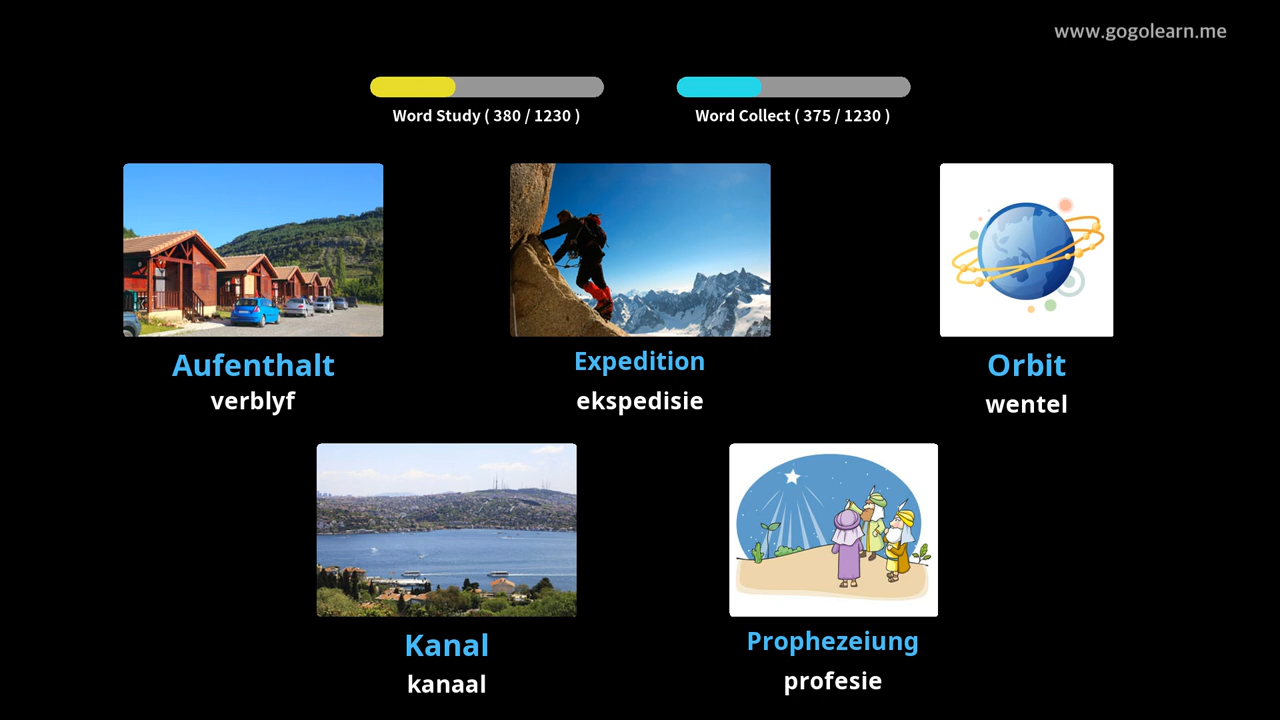 www.gogolearn.me
Word Study ( 380 / 1230 )
Word Collect ( 375 / 1230 )
Aufenthalt
verblyf
Expedition
ekspedisie
Orbit
wentel
Kanal
kanaal
Prophezeiung
profesie